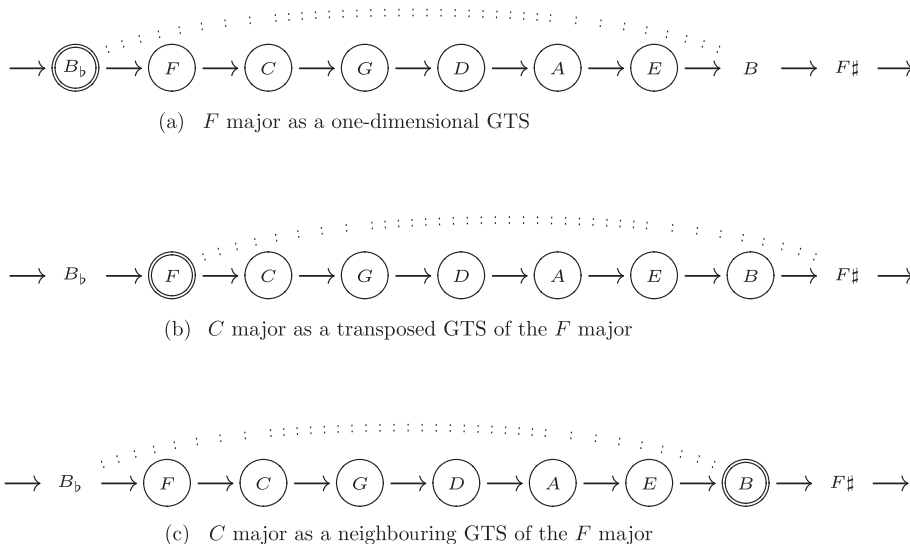 B♭ F C G D A E B F♯
(a) F major as a one-dimensional GTS
B♭ F C G D A E B F♯
(b) C major as a transposed GTS of the F major
B♭ F C G D A E B F♯
(c) C major as a neighbouring GTS of the F major